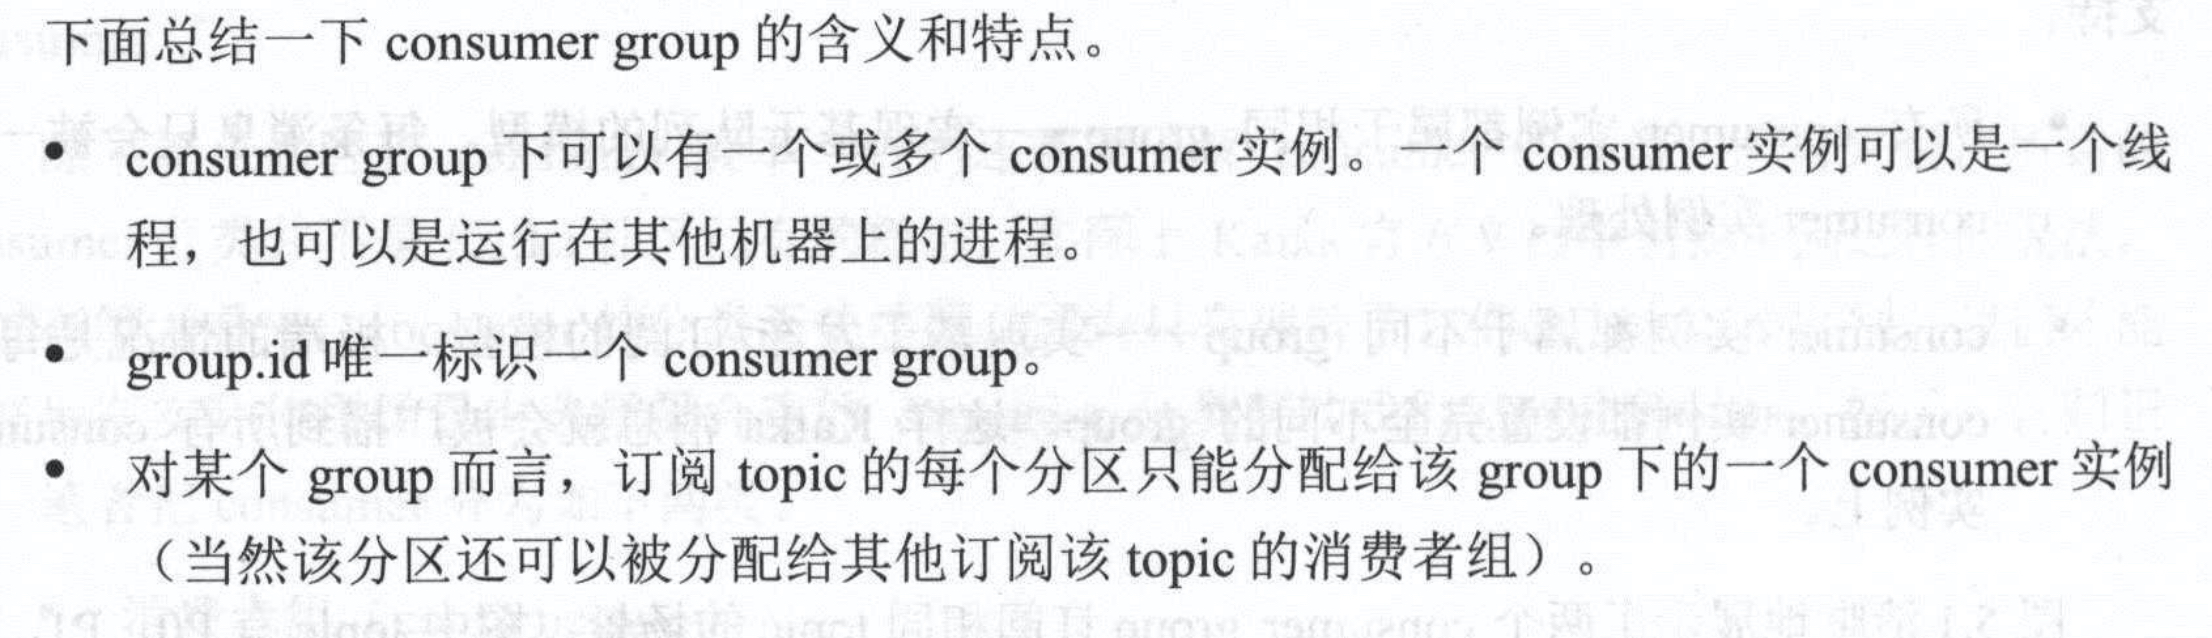 下面总结一下 consumer group 的含义和特点。
• consumer group 下可以有一个或多个 consumer 实例。一个 consumer 实例可以是一个线
程，也可以是运行在其他机器上的进程。
• group.id 唯一标识一个 consumer group。
• 对某个 group 而言，订阅 topic 的每个分区只能分配给该 group 下的一个 consumer 实例
（当然该分区还可以被分配给其他订阅该 topic 的消费者组）。